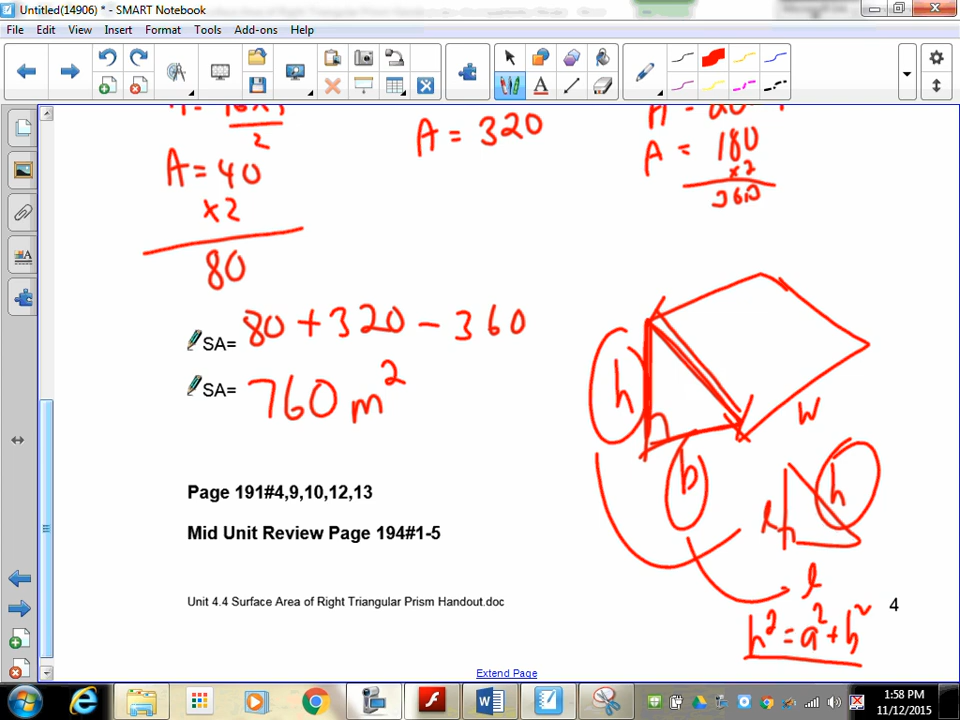 Untitled(14906) * - SMART Notebook
File Edit View Insert Format Tools Add-ons Help
A = 320
A = 180
x2
360
2
A = 40
x2
80
SA= 80 + 320 - 360
SA= 760 m²
h
h
b
w
h
l
Page 191#4,9,10,12,13
Mid Unit Review Page 194#1-5
Unit 4.4 Surface Area of Right Triangular Prism Handout.doc
4
h² = a² + b²
Extend Page
1:58 PM
11/12/2015